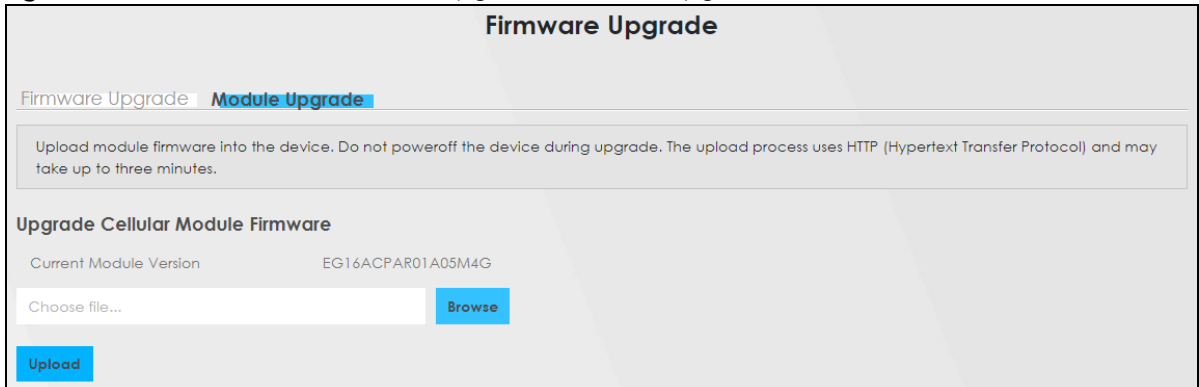 Firmware Upgrade
Firmware Upgrade Module Upgrade
Upload module firmware into the device. Do not poweroff the device during upgrade. The upload process uses HTTP (Hypertext Transfer Protocol) and may
take up to three minutes.
Upgrade Cellular Module Firmware
Current Module Version EG16ACPAR01A05M4G
Choose file... Browse
Upload